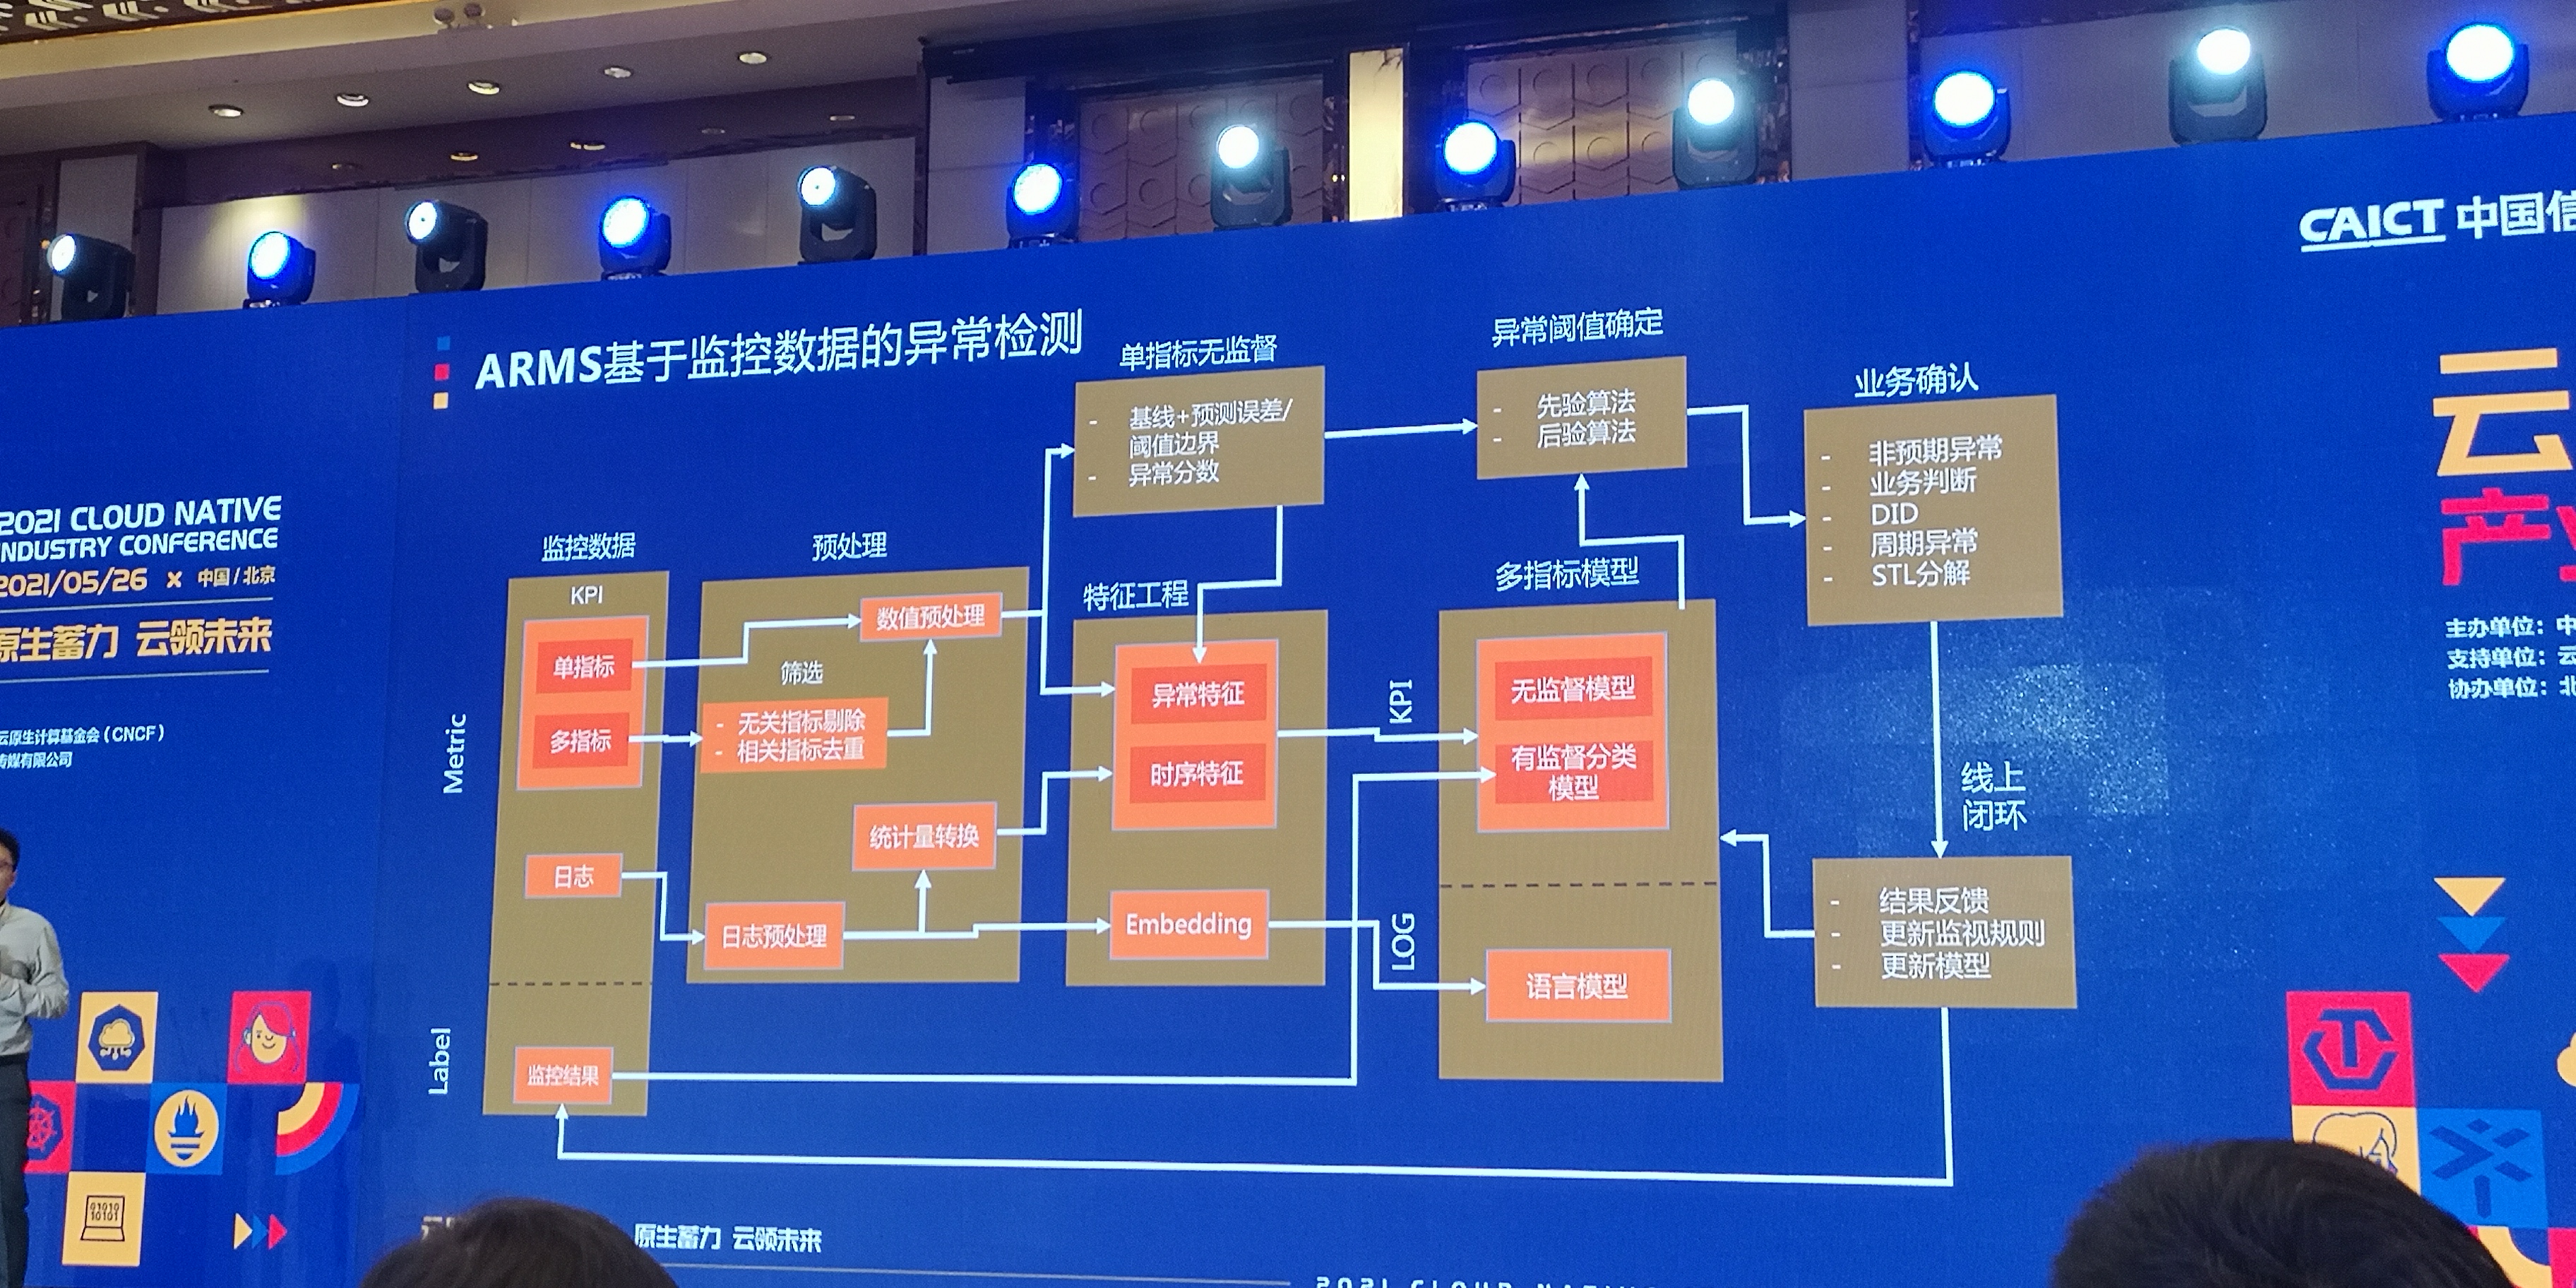 CAICT 中国信
ARMS基于监控数据的异常检测
单指标无监督
- 基线+预测误差/
阈值边界
- 异常分数
异常阈值确定
- 先验算法
- 后验算法
业务确认
- 非预期异常
- 业务判断
- DID
- 周期异常
- STL分解
监控数据
KPI
单指标
多指标
日志
监控结果
Metric
Label
预处理
数值预处理
筛选
- 无关指标剔除
- 相关指标去重
统计量转换
日志预处理
特征工程
异常特征
时序特征
Embedding
KPI
LOG
多指标模型
无监督模型
有监督分类
模型
语言模型
线上
闭环
- 结果反馈
- 更新监视规则
- 更新模型
2021 CLOUD NATIVE
INDUSTRY CONFERENCE
2021/05/26 x 中国/北京
原生蓄力 云领未来
云原生计算基金会(CNCF)
传媒有限公司
云
产
主办单位:中
支持单位:云
协办单位:北
01010
10101
原生蓄力 云领未来
2021 CLOUD